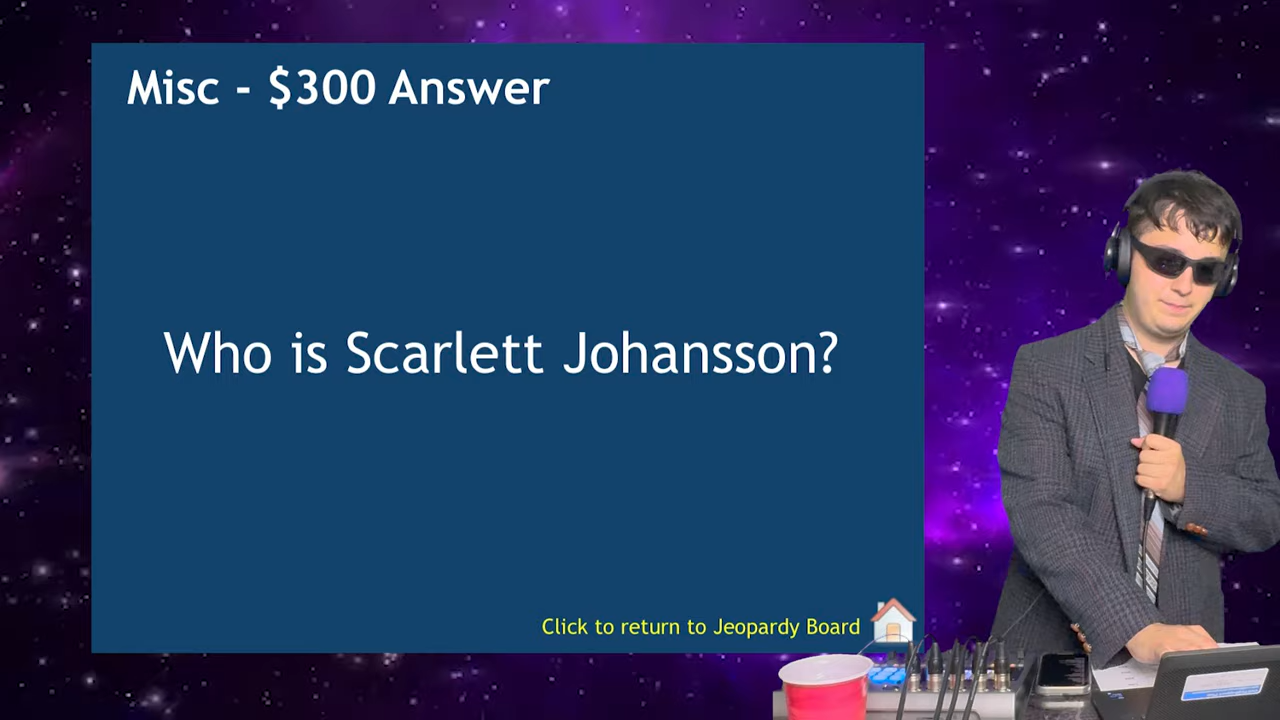 Misc - $300 Answer
Who is Scarlett Johansson?
Click to return to Jeopardy Board